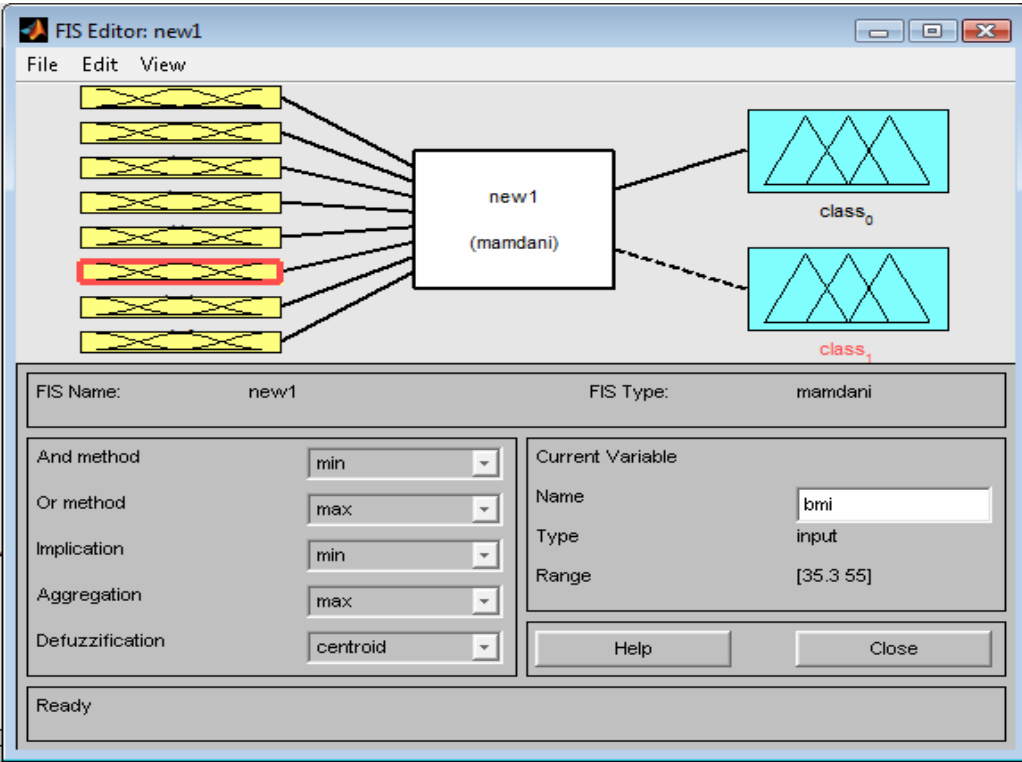 FIS Editor: new1
File Edit View
new1
(mamdani)
class0
class1
FIS Name: new1 FIS Type: mamdani
And method min
Or method max
Implication min
Aggregation max
Defuzzification centroid
Current Variable
Name bmi
Type input
Range [35.3 55]
Help Close
Ready